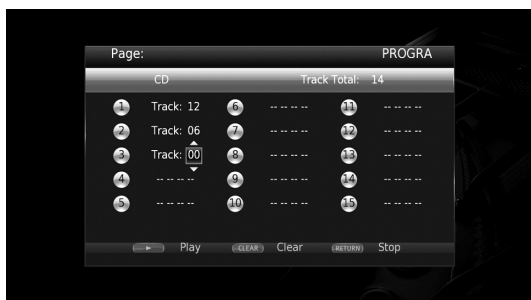 Page: PROGRA
CD Track Total: 14
1 Track: 12 6 -- -- -- -- 11 -- -- -- --
2 Track: 06 7 -- -- -- -- 12 -- -- -- --
3 Track: 00 8 -- -- -- -- 13 -- -- -- --
4 -- -- -- -- 9 -- -- -- -- 14 -- -- -- --
5 -- -- -- -- 10 -- -- -- -- 15 -- -- -- --
Play CLEAR Clear RETURN Stop